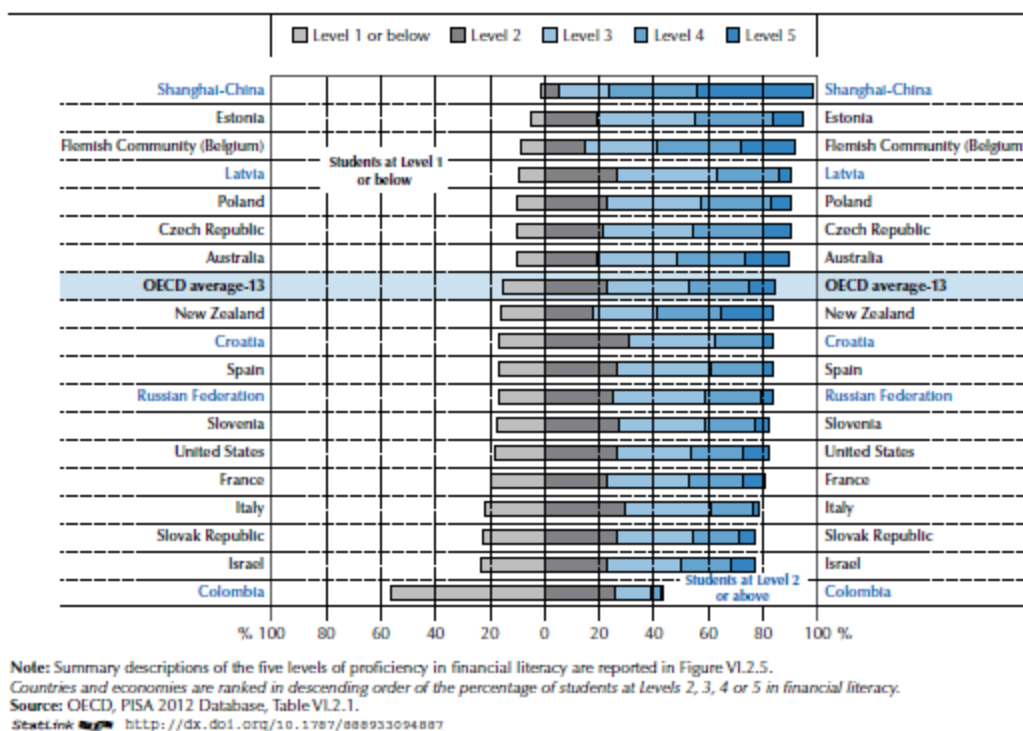 Level 1 or below Level 2 Level 3 Level 4 Level 5
Shanghai-China Shanghai-China
Estonia Estonia
Flemish Community (Belgium) Flemish Community (Belgium)
Students at Level 1
or below
Latvia Latvia
Poland Poland
Czech Republic Czech Republic
Australia Australia
OECD average-13 OECD average-13
New Zealand New Zealand
Croatia Croatia
Spain Spain
Russian Federation Russian Federation
Slovenia Slovenia
United States United States
France France
Italy Italy
Slovak Republic Slovak Republic
Israel Israel
Students at Level 2
or above
Colombia Colombia
% 100 80 60 40 20 0 20 40 60 80 100 %
Note: Summary descriptions of the five levels of proficiency in financial literacy are reported in Figure VI.2.5.
Countries and economies are ranked in descending order of the percentage of students at Levels 2, 3, 4 or 5 in financial literacy.
Source: OECD, PISA 2012 Database, Table VI.2.1.
StatLink http://dx.doi.org/10.1787/888933094887